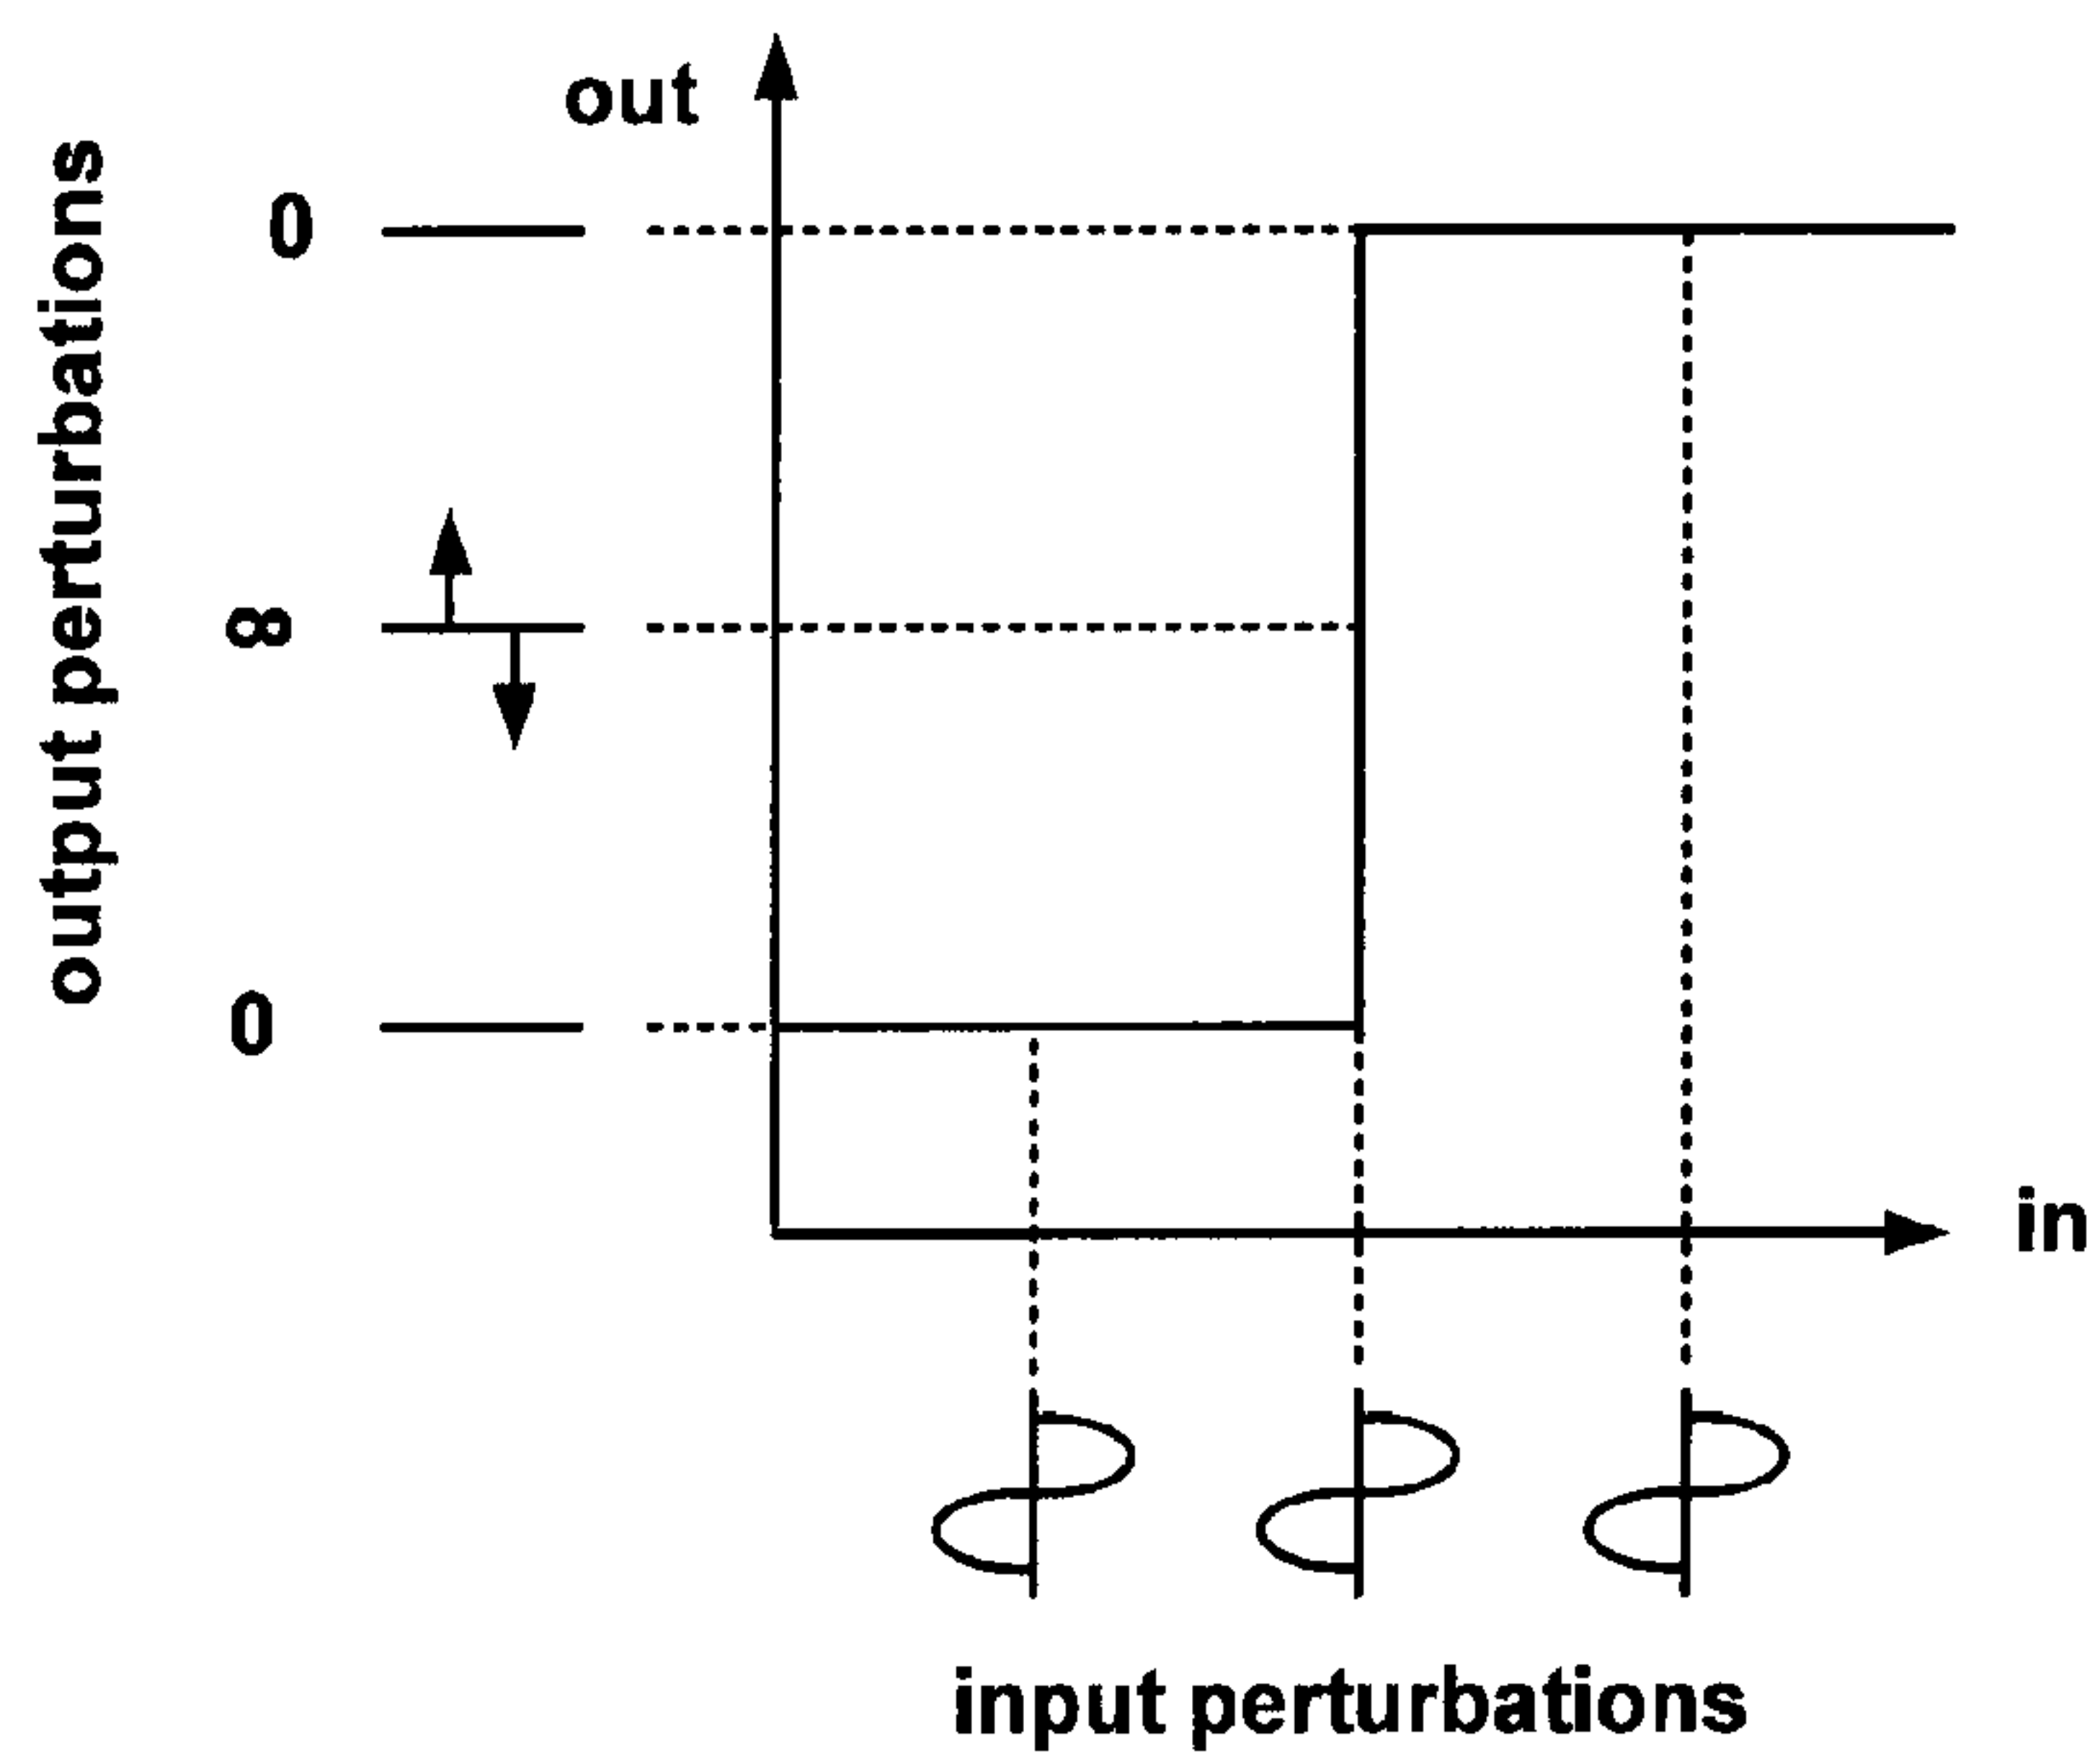 out
output perturbations
0
∞
0
in
input perturbations